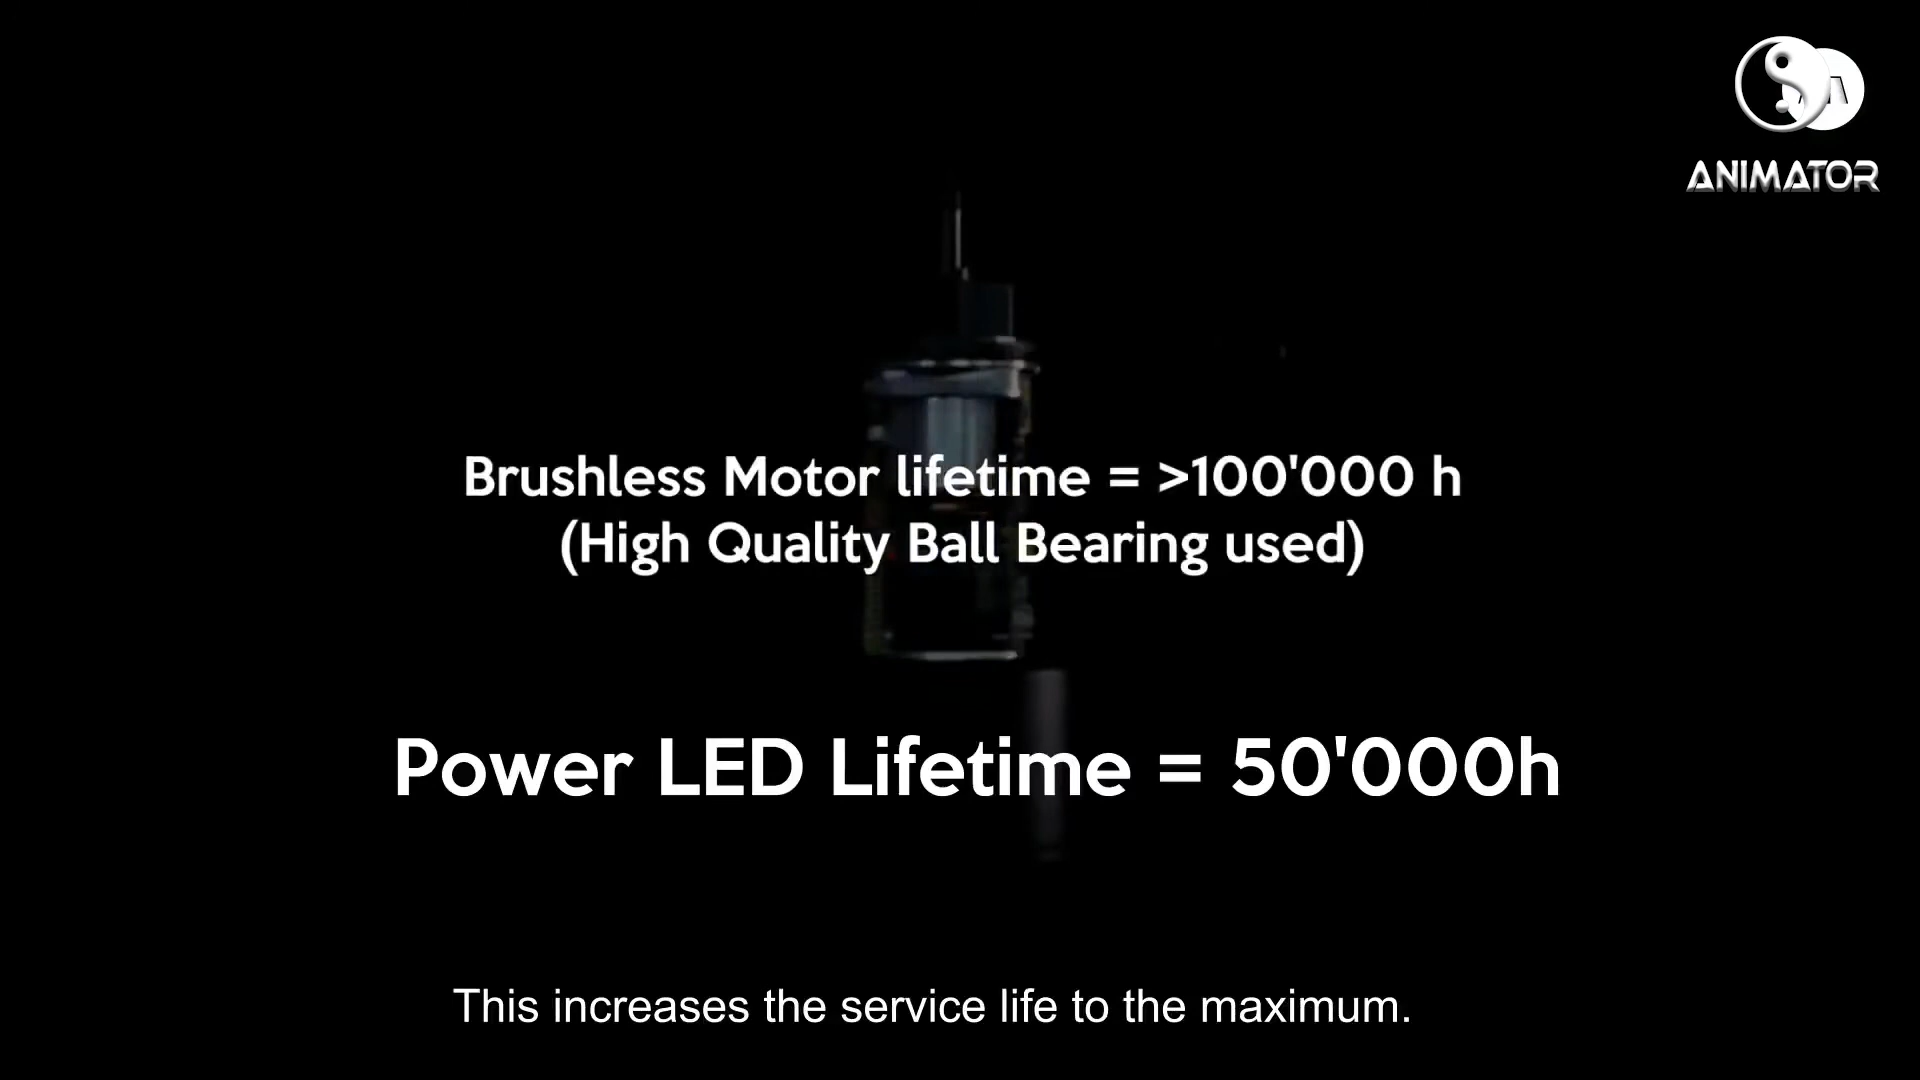 ANIMATOR
Brushless Motor lifetime = >100'000 h
(High Quality Ball Bearing used)
Power LED Lifetime = 50'000h
This increases the service life to the maximum.